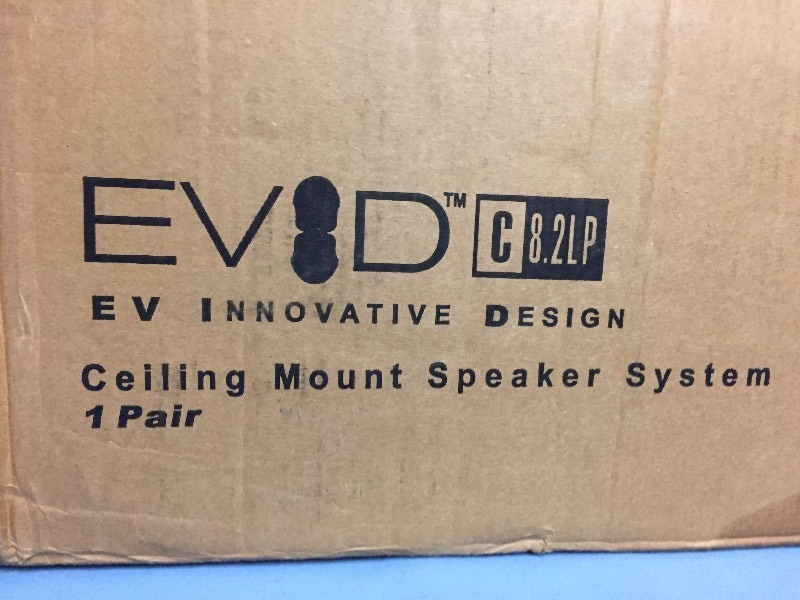 EVID™ C 8.2LP
EV INNOVATIVE DESIGN
Ceiling Mount Speaker System
1 Pair